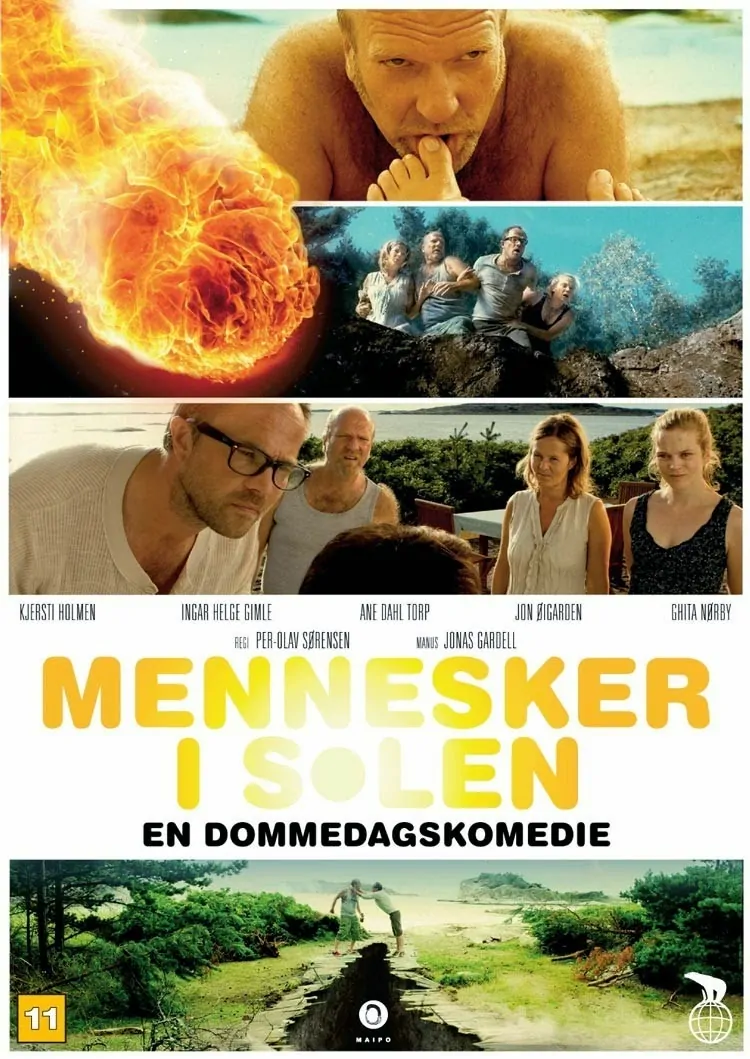 KJERSTI HOLMEN INGAR HELGE GIMLE ANE DAHL TORP JON ØIGARDEN GHITA NØRBY
REGI PER-OLAV SØRENSEN MANUS JONAS GARDELL
MENNESKER
I SOLEN
EN DOMMEDAGSKOMEDIE
11
MAIPO